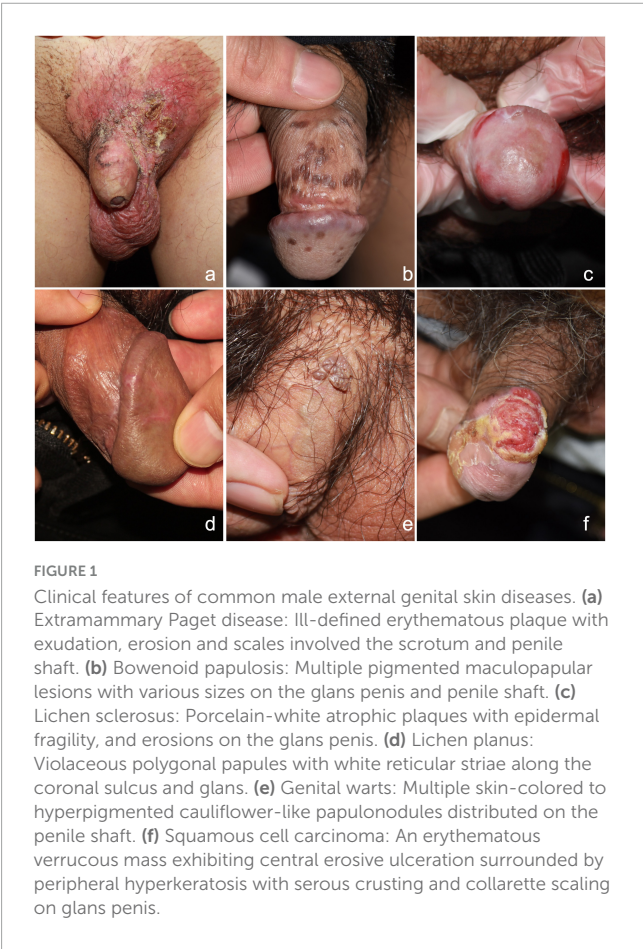 a
b
c
d
e
f
FIGURE 1
Clinical features of common male external genital skin diseases. (a)
Extramammary Paget disease: Ill-defined erythematous plaque with
exudation, erosion and scales involved the scrotum and penile
shaft. (b) Bowenoid papulosis: Multiple pigmented maculopapular
lesions with various sizes on the glans penis and penile shaft. (c)
Lichen sclerosus: Porcelain-white atrophic plaques with epidermal
fragility, and erosions on the glans penis. (d) Lichen planus:
Violaceous polygonal papules with white reticular striae along the
coronal sulcus and glans. (e) Genital warts: Multiple skin-colored to
hyperpigmented cauliflower-like papulonodules distributed on the
penile shaft. (f) Squamous cell carcinoma: An erythematous
verrucous mass exhibiting central erosive ulceration surrounded by
peripheral hyperkeratosis with serous crusting and collarette scaling
on glans penis.